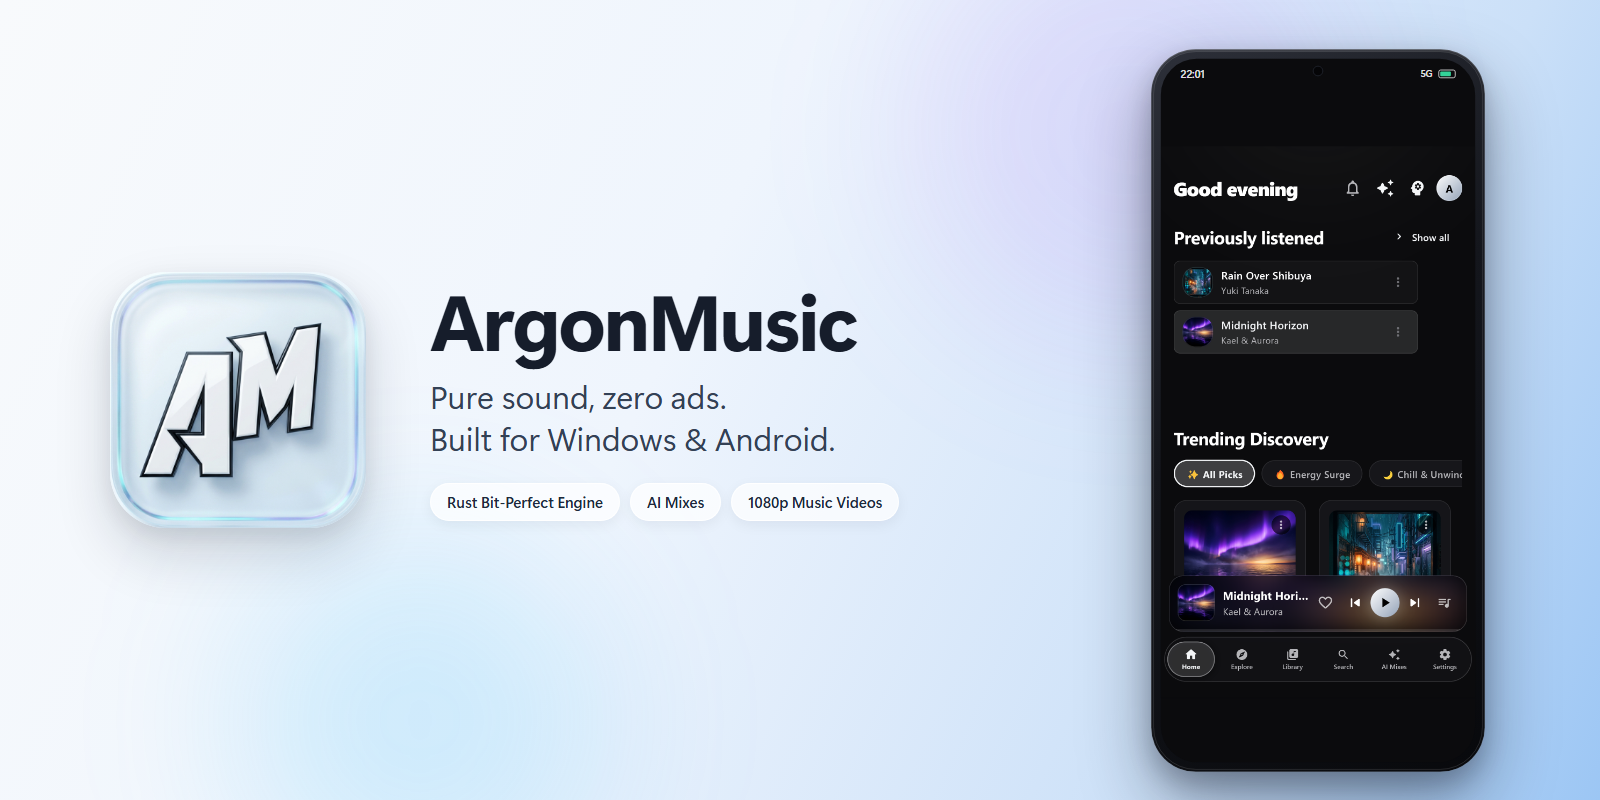 AM
ArgonMusic
Pure sound, zero ads.
Built for Windows & Android.
Rust Bit-Perfect Engine
AI Mixes
1080p Music Videos
22:01
5G
Good evening
A
Previously listened
Show all
Rain Over Shibuya
Yuki Tanaka
Midnight Horizon
Kael & Aurora
Trending Discovery
All Picks
Energy Surge
Chill & Unwinc
Midnight Hori...
Kael & Aurora
Home
Explore
Library
Search
AI Mixes
Settings